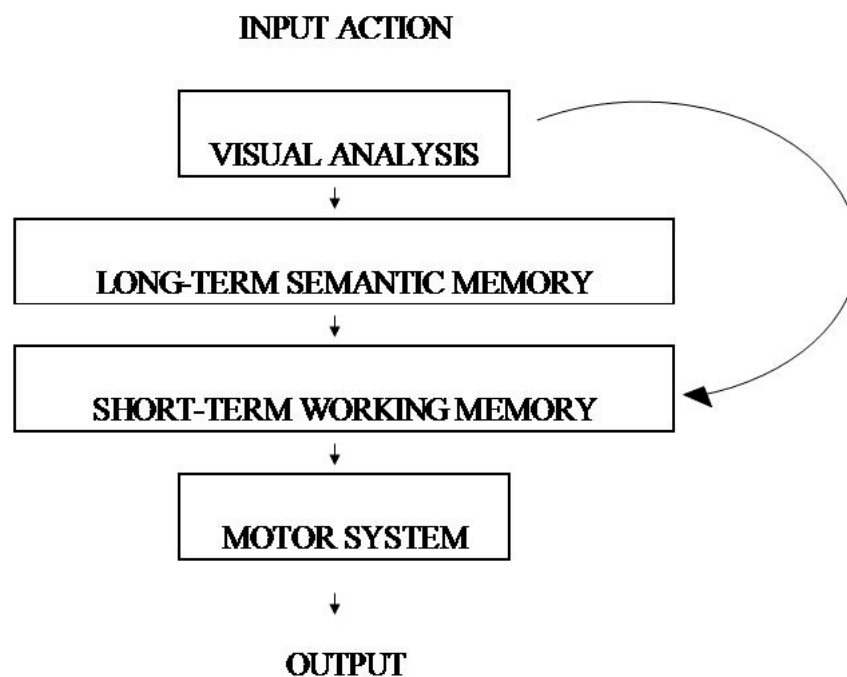 INPUT ACTION
VISUAL ANALYSIS
LONG-TERM SEMANTIC MEMORY
SHORT-TERM WORKING MEMORY
MOTOR SYSTEM
OUTPUT